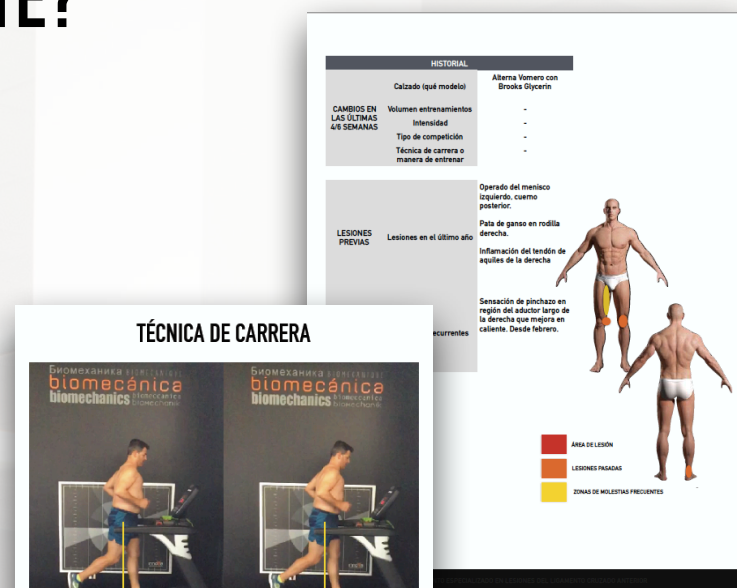 HISTORIAL
CAMBIOS EN
LAS ÚLTIMAS
4/6 SEMANAS
Calzado (qué modelo)
Alterna Vomero con
Brooks Glycerin
Volumen entrenamientos
-
Intensidad
-
Tipo de competición
-
Técnica de carrera o
manera de entrenar
-
LESIONES
PREVIAS
Lesiones en el último año
Operado del menisco
izquierdo, cuerno
posterior.
Pata de ganso en rodilla
derecha.
Inflamación del tendón de
aquiles de la derecha
Sensación de pinchazo en
región del aductor largo de
la derecha que mejora en
caliente. Desde febrero.
ÁREA DE LESIÓN
LESIONES PASADAS
ZONAS DE MOLESTIAS FRECUENTES
TÉCNICA DE CARRERA
Биомеханика
biomecánica
biomechanics
Биомеханика
biomecánica
biomechanics